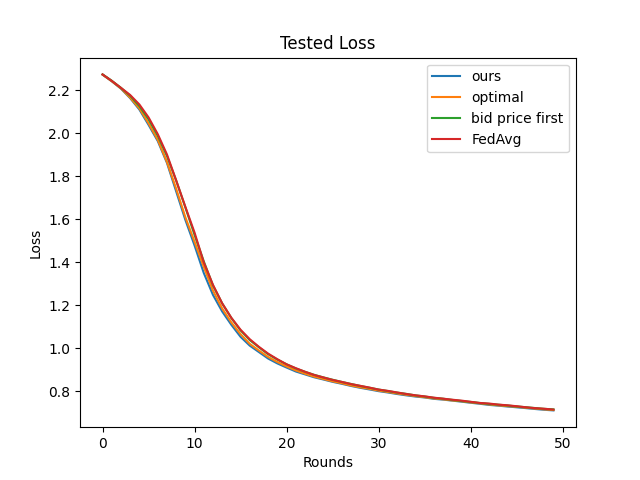 Tested Loss
ours
optimal
bid price first
FedAvg
2.2
2.0
1.8
1.6
1.4
1.2
1.0
0.8
Loss
0 10 20 30 40 50
Rounds